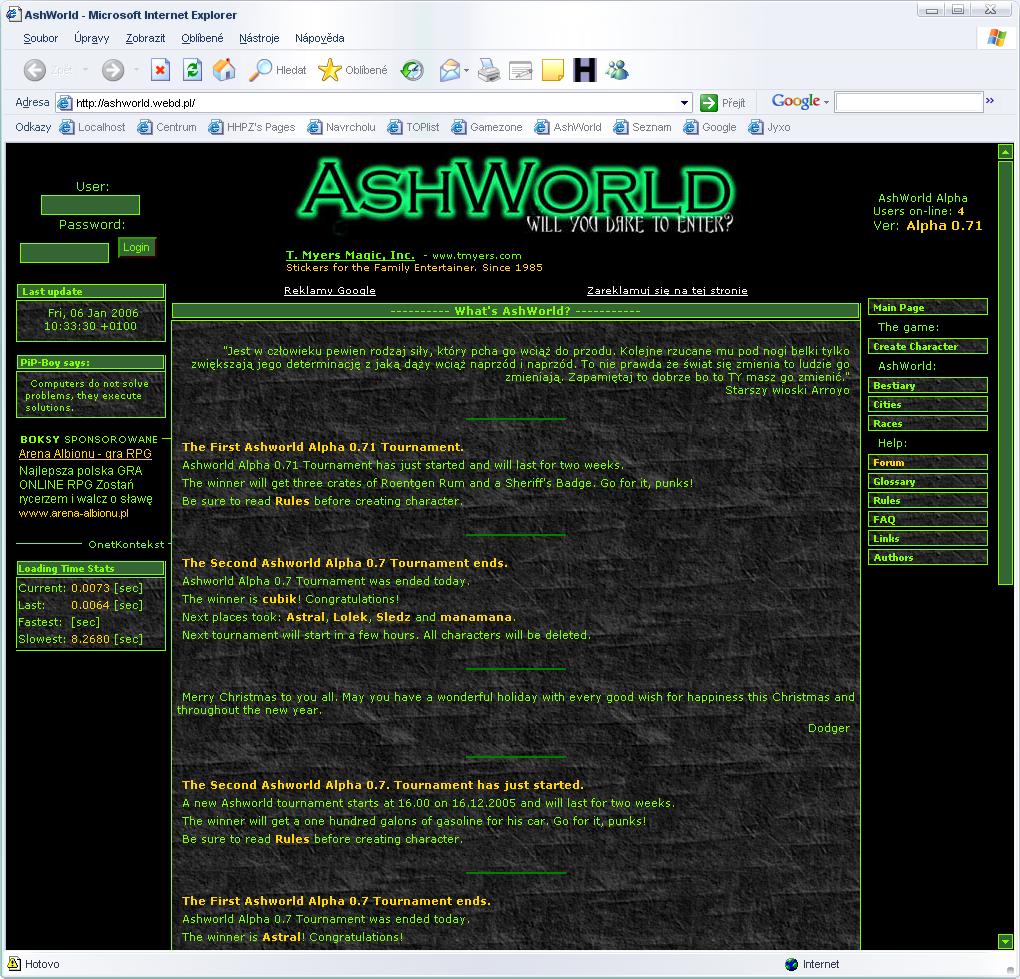 AshWorld - Microsoft Internet Explorer
Soubor Úpravy Zobrazit Oblíbené Nástroje Nápověda
Zpět Hledat Oblíbené
Adresa http://ashworld.webd.pl/ Přejít Google
Odkazy Localhost Centrum HHPZ's Pages Navrcholu TOPlist Gamezone AshWorld Seznam Google Jyxo
User:
Password:
Login
ASHWORLD
WILL YOU DARE TO ENTER?
AshWorld Alpha
Users on-line: 4
Ver: Alpha 0.71
T. Myers Magic, Inc. - www.tmyers.com
Stickers for the Family Entertainer. Since 1985
Reklamy Google Zareklamuj się na tej stronie
Last update
Fri, 06 Jan 2006
10:33:30 +0100
PiP-Boy says:
Computers do not solve
problems, they execute
solutions.
BOKSY SPONSOROWANE
Arena Albionu - gra RPG
Najlepsza polska GRA
ONLINE RPG Zostań
rycerzem i walcz o sławę
www.arena-albionu.pl
OnetKontekst
Loading Time Stats
Current: 0.0073 [sec]
Last: 0.0064 [sec]
Fastest: [sec]
Slowest: 8.2680 [sec]
---------- What's AshWorld? -----------
"Jest w człowieku pewien rodzaj siły, który pcha go wciąż do przodu. Kolejne rzucane mu pod nogi belki tylko
zwiększają jego determinację z jaką dąży wciąż naprzód i naprzód. To nie prawda że świat się zmienia to ludzie go
zmieniają. Zapamiętaj to dobrze bo to TY masz go zmienić."
Starszy wioski Arroyo
The First Ashworld Alpha 0.71 Tournament.
Ashworld Alpha 0.71 Tournament has just started and will last for two weeks.
The winner will get three crates of Roentgen Rum and a Sheriff's Badge. Go for it, punks!
Be sure to read Rules before creating character.
The Second Ashworld Alpha 0.7 Tournament ends.
Ashworld Alpha 0.7 Tournament was ended today.
The winner is cubik! Congratulations!
Next places took: Astral, Lolek, Sledz and manamana.
Next tournament will start in a few hours. All characters will be deleted.
Merry Christmas to you all. May you have a wonderful holiday with every good wish for happiness this Christmas and
throughout the new year.
Dodger
The Second Ashworld Alpha 0.7. Tournament has just started.
A new Ashworld tournament starts at 16.00 on 16.12.2005 and will last for two weeks.
The winner will get a one hundred galons of gasoline for his car. Go for it, punks!
Be sure to read Rules before creating character.
The First Ashworld Alpha 0.7 Tournament ends.
Ashworld Alpha 0.7 Tournament was ended today.
The winner is Astral! Congratulations!
Main Page
The game:
Create Character
AshWorld:
Bestiary
Cities
Races
Help:
Forum
Glossary
Rules
FAQ
Links
Authors
Hotovo Internet